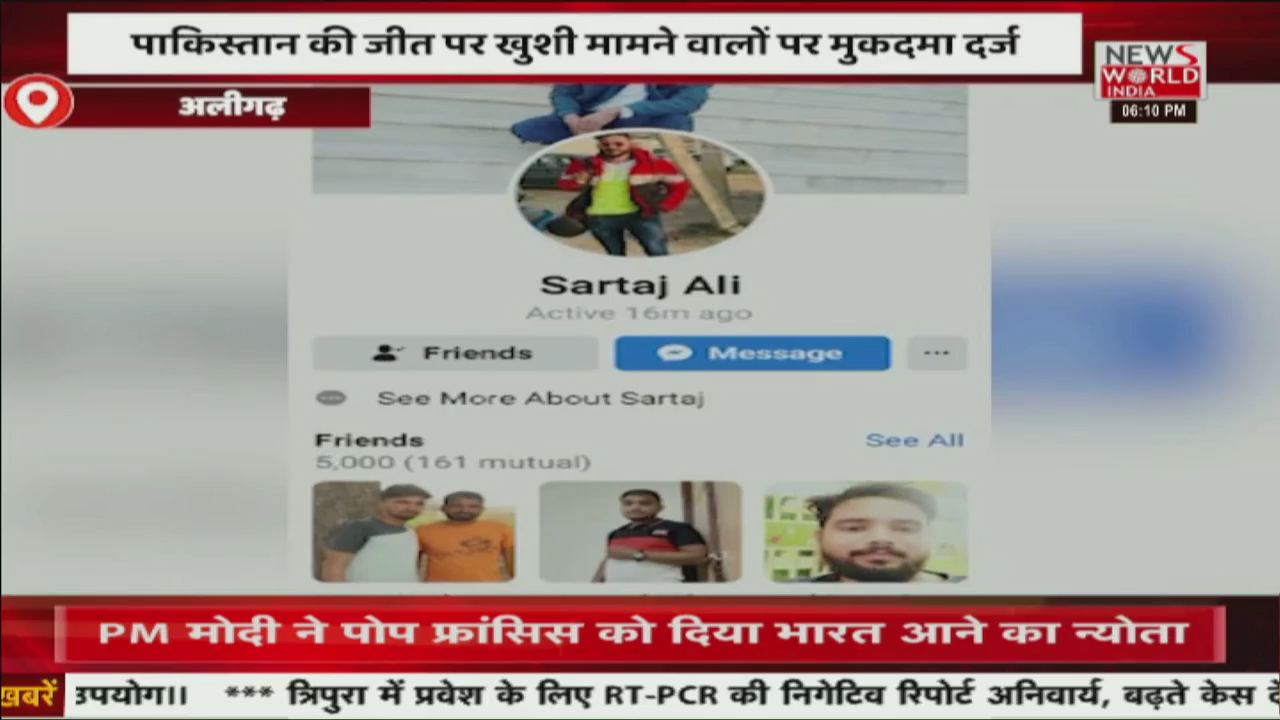 पाकिस्तान की जीत पर खुशी मामने वालों पर मुकदमा दर्ज
NEWS
WORLD
INDIA
06:10 PM
अलीगढ़
Sartaj Ali
Active 16m ago
Friends
Message
See More About Sartaj
Friends
See All
5,000 (161 mutual)
PM मोदी ने पोप फ्रांसिस को दिया भारत आने का न्योता
खबरें उपयोग।। *** त्रिपुरा में प्रवेश के लिए RT-PCR की निगेटिव रिपोर्ट अनिवार्य, बढ़ते केस